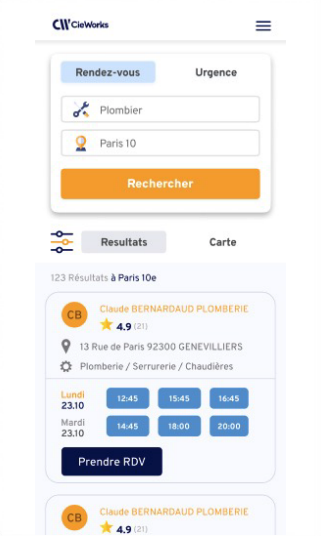 CW CieWorks
Rendez-vous Urgence
Plombier
Paris 10
Rechercher
Resultats Carte
123 Résultats à Paris 10e
CB Claude BERNARDAUD PLOMBERIE
4.9 (21)
13 Rue de Paris 92300 GENEVILLIERS
Plomberie / Serrurerie / Chaudières
Lundi 23.10 12:45 15:45 16:45
Mardi 23.10 14:45 18:00 20:00
Prendre RDV
CB Claude BERNARDAUD PLOMBERIE
4.9 (21)